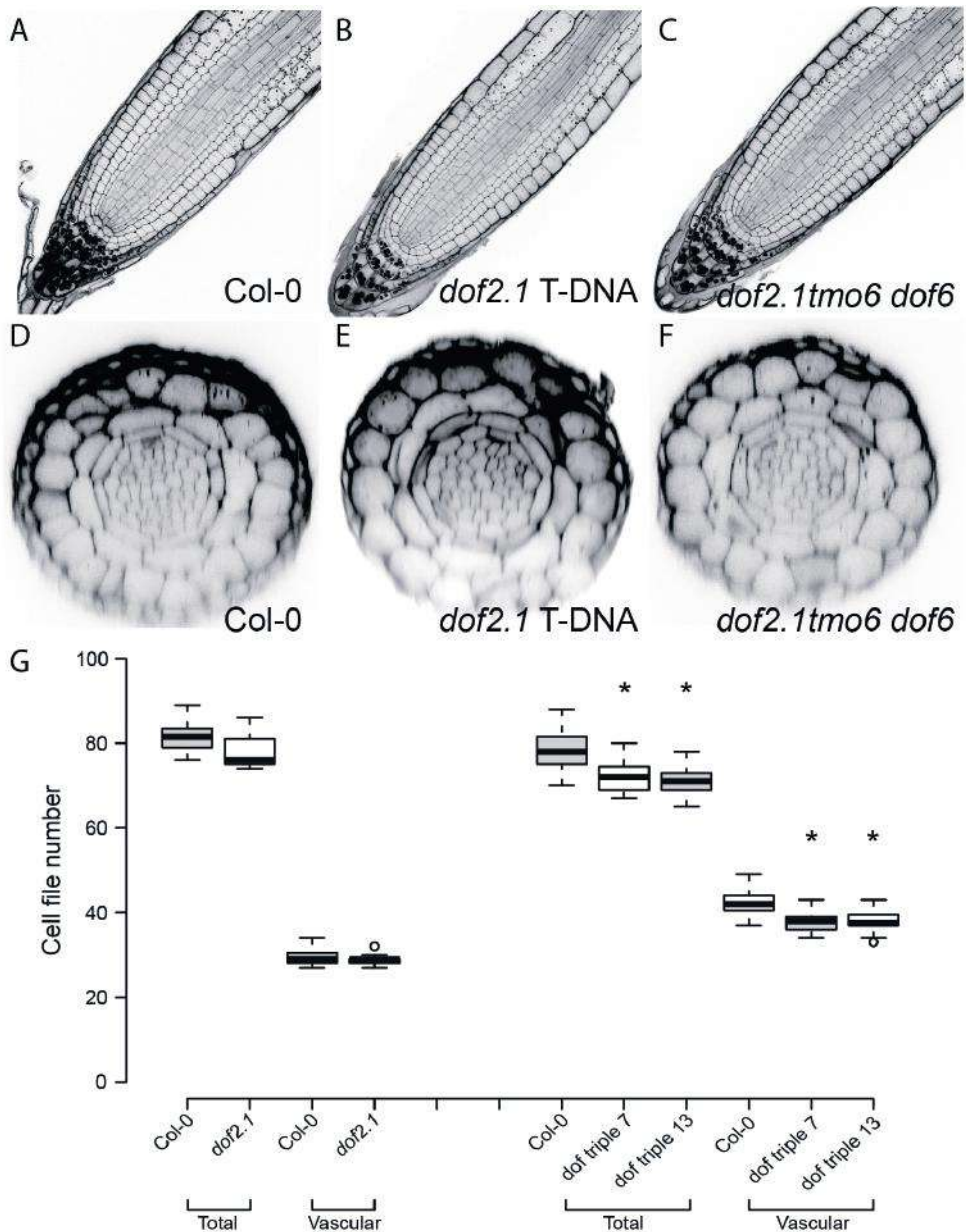 A
B
C
Col-0
dof2.1 T-DNA
dof2.1tmo6 dof6
D
E
F
Col-0
dof2.1 T-DNA
dof2.1tmo6 dof6
G
100
80
60
40
20
0
Cell file number
* *
* *
Col-0
dof2.1
Col-0
dof2.1
Col-0
dof triple 7
dof triple 13
Col-0
dof triple 7
dof triple 13
Total
Vascular
Total
Vascular